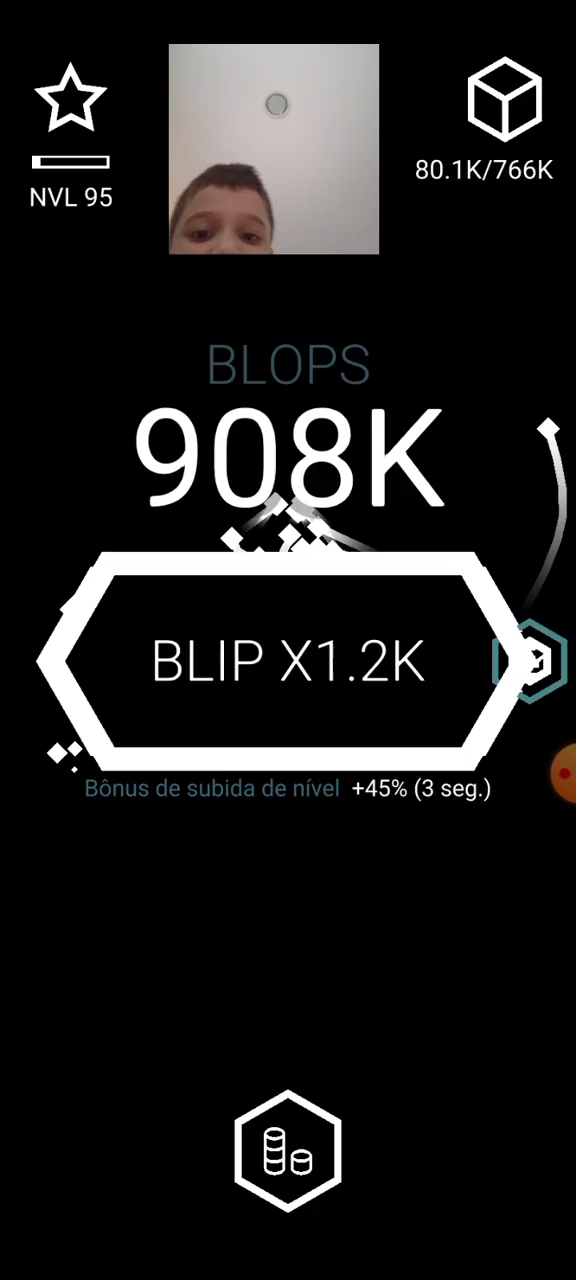 NVL 95
80.1K/766K
BLOPS
908K
BLIP X1.2K
Bônus de subida de nível +45% (3 seg.)